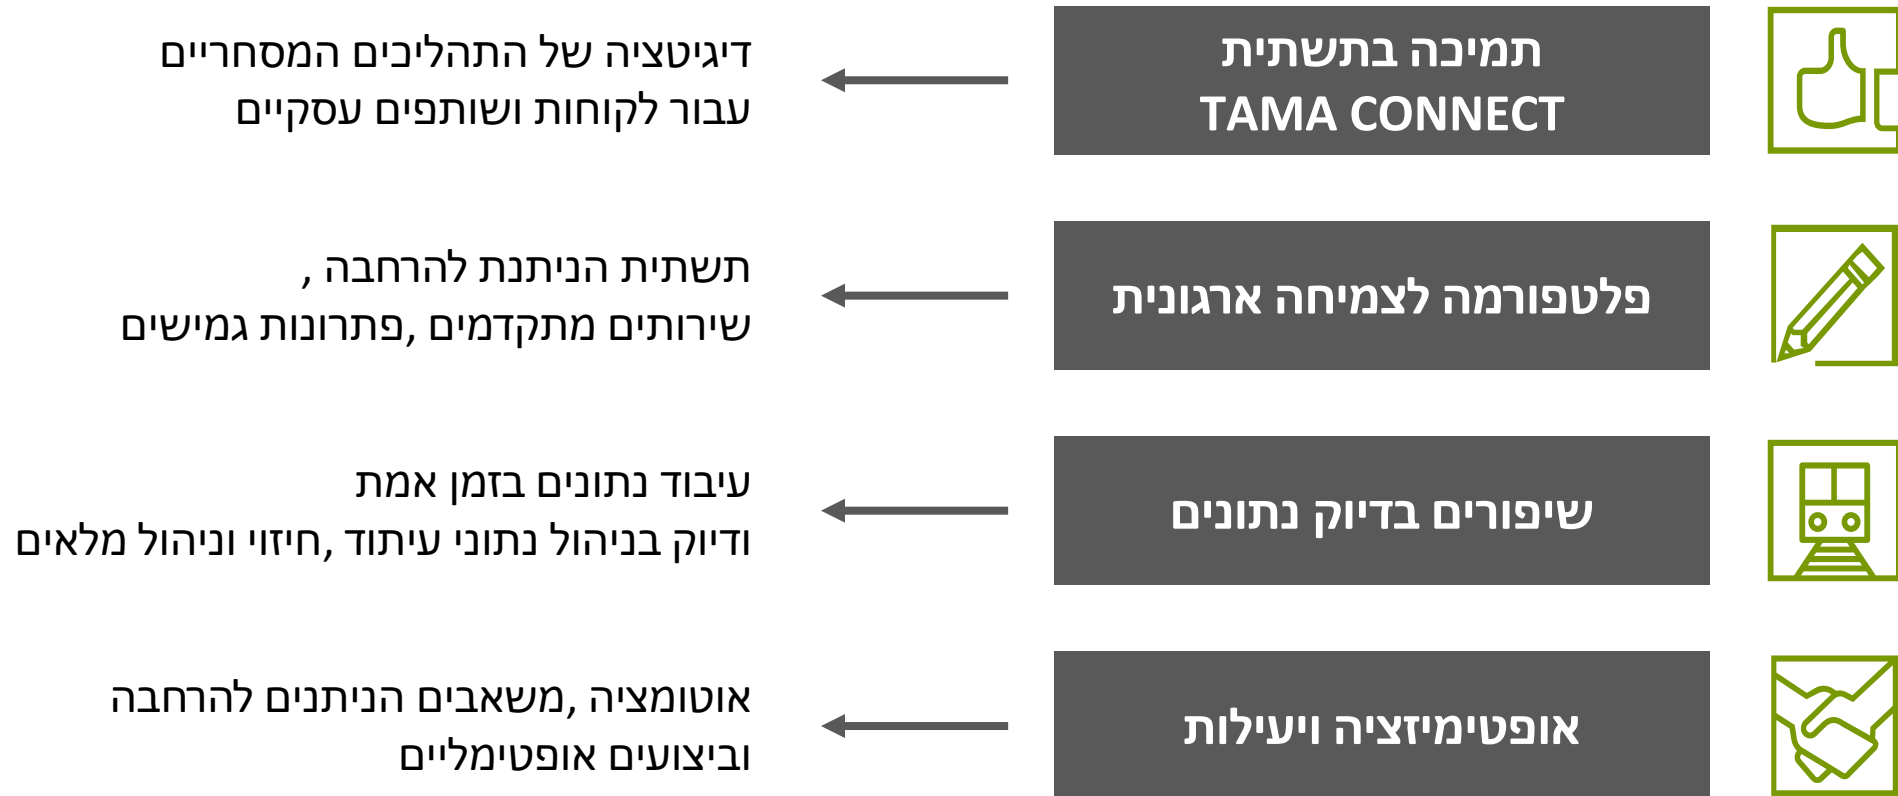 תמיכה בתשתית
TAMA CONNECT
דיגיטציה של התהליכים המסחריים
עבור לקוחות ושותפים עסקיים
פלטפורמה לצמיחה ארגונית
תשתית הניתנת להרחבה ,
שירותים מתקדמים ,פתרונות גמישים
שיפורים בדיוק נתונים
עיבוד נתונים בזמן אמת
ודיוק בניהול נתוני עיתוד ,חיזוי וניהול מלאים
אופטימיזציה ויעילות
אוטומציה ,משאבים הניתנים להרחבה
וביצועים אופטימליים